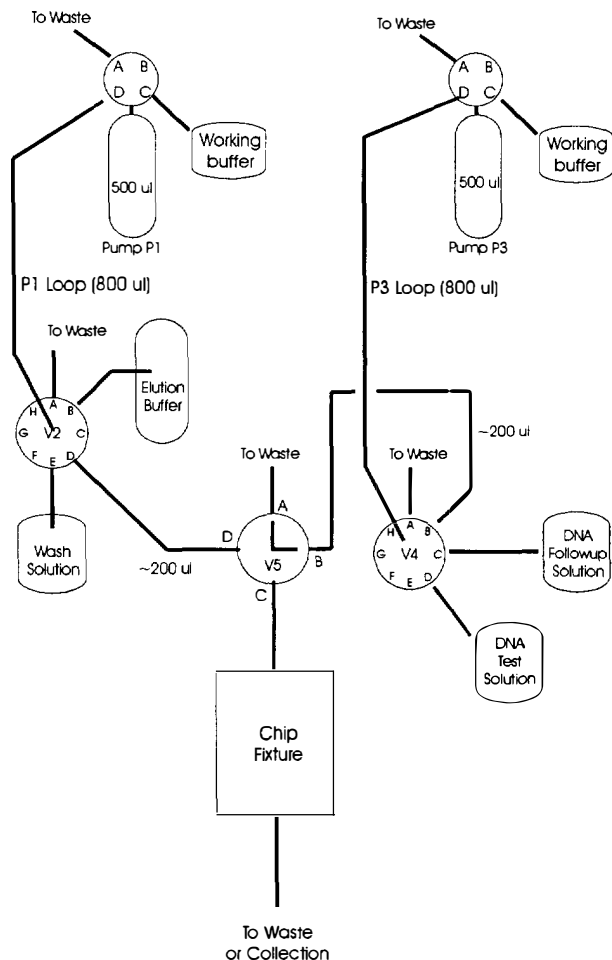 To Waste
To Waste
A B
D C
A B
D C
Working
buffer
Working
buffer
500 ul
500 ul
Pump P1
Pump P3
P1 Loop (800 ul)
P3 Loop (800 ul)
To Waste
Elution
Buffer
H A B
G V2 C
F E D
~200 ul
To Waste
To Waste
A
D
V5
B
C
H A B
G V4 C
F E D
DNA
Followup
Solution
Wash
Solution
~200 ul
DNA
Test
Solution
Chip
Fixture
To Waste
or Collection